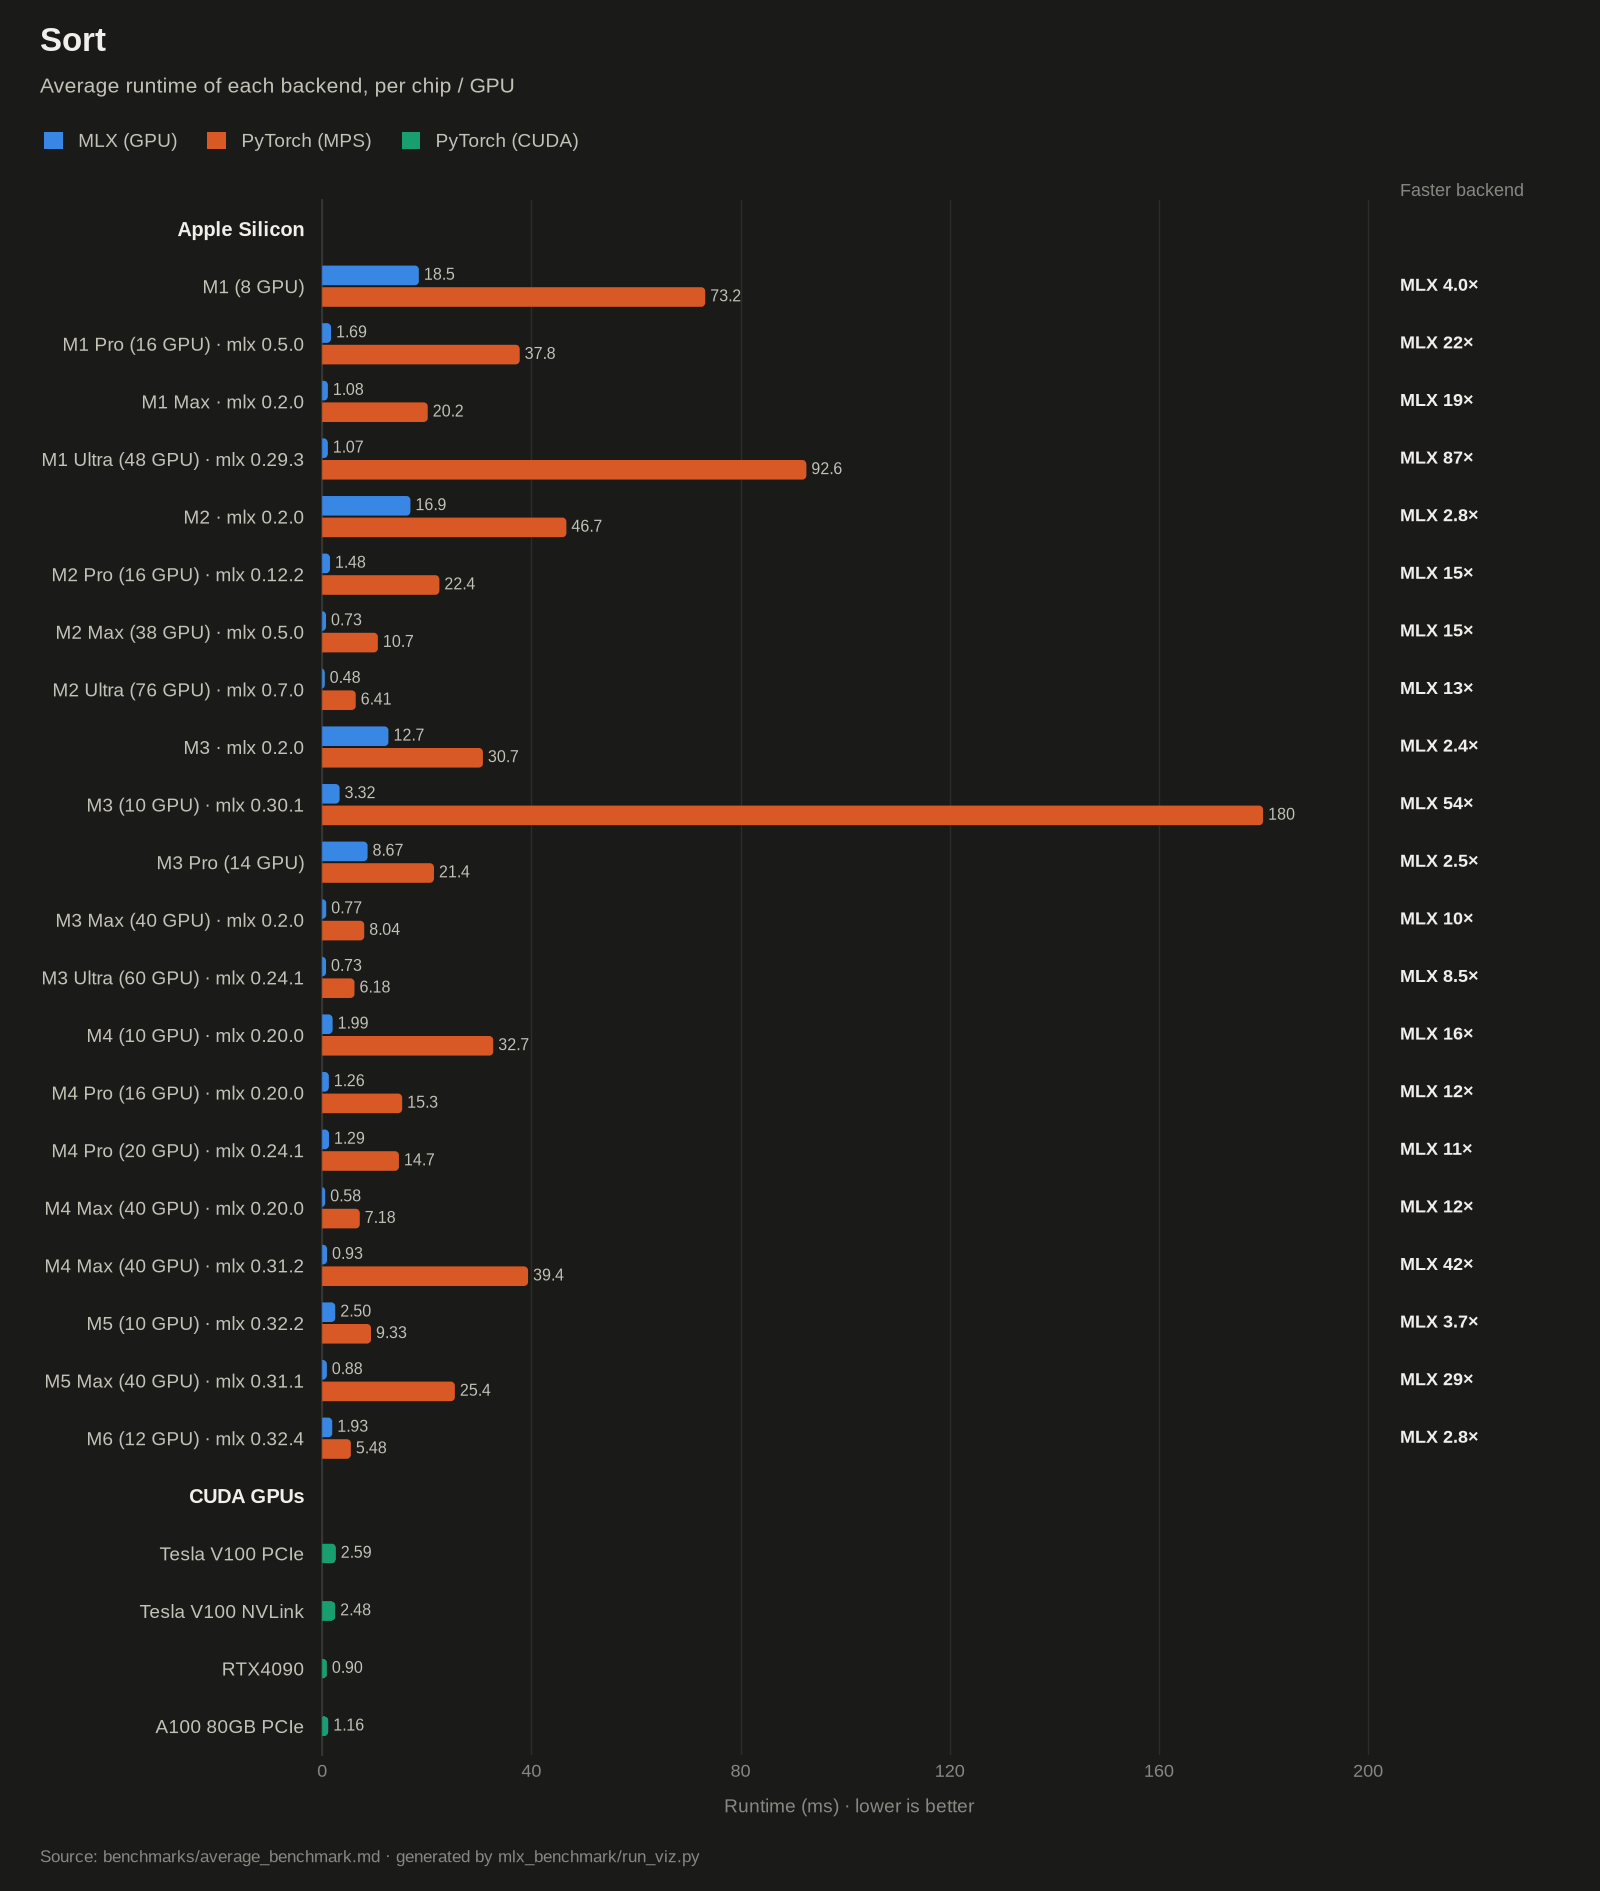 Sort
Average runtime of each backend, per chip / GPU
MLX (GPU) PyTorch (MPS) PyTorch (CUDA)
Faster backend
Apple Silicon
M1 (8 GPU) 18.5 73.2 MLX 4.0×
M1 Pro (16 GPU) · mlx 0.5.0 1.69 37.8 MLX 22×
M1 Max · mlx 0.2.0 1.08 20.2 MLX 19×
M1 Ultra (48 GPU) · mlx 0.29.3 1.07 92.6 MLX 87×
M2 · mlx 0.2.0 16.9 46.7 MLX 2.8×
M2 Pro (16 GPU) · mlx 0.12.2 1.48 22.4 MLX 15×
M2 Max (38 GPU) · mlx 0.5.0 0.73 10.7 MLX 15×
M2 Ultra (76 GPU) · mlx 0.7.0 0.48 6.41 MLX 13×
M3 · mlx 0.2.0 12.7 30.7 MLX 2.4×
M3 (10 GPU) · mlx 0.30.1 3.32 180 MLX 54×
M3 Pro (14 GPU) 8.67 21.4 MLX 2.5×
M3 Max (40 GPU) · mlx 0.2.0 0.77 8.04 MLX 10×
M3 Ultra (60 GPU) · mlx 0.24.1 0.73 6.18 MLX 8.5×
M4 (10 GPU) · mlx 0.20.0 1.99 32.7 MLX 16×
M4 Pro (16 GPU) · mlx 0.20.0 1.26 15.3 MLX 12×
M4 Pro (20 GPU) · mlx 0.24.1 1.29 14.7 MLX 11×
M4 Max (40 GPU) · mlx 0.20.0 0.58 7.18 MLX 12×
M4 Max (40 GPU) · mlx 0.31.2 0.93 39.4 MLX 42×
M5 (10 GPU) · mlx 0.32.2 2.50 9.33 MLX 3.7×
M5 Max (40 GPU) · mlx 0.31.1 0.88 25.4 MLX 29×
M6 (12 GPU) · mlx 0.32.4 1.93 5.48 MLX 2.8×
CUDA GPUs
Tesla V100 PCIe 2.59
Tesla V100 NVLink 2.48
RTX4090 0.90
A100 80GB PCIe 1.16
0 40 80 120 160 200
Runtime (ms) · lower is better
Source: benchmarks/average_benchmark.md · generated by mlx_benchmark/run_viz.py